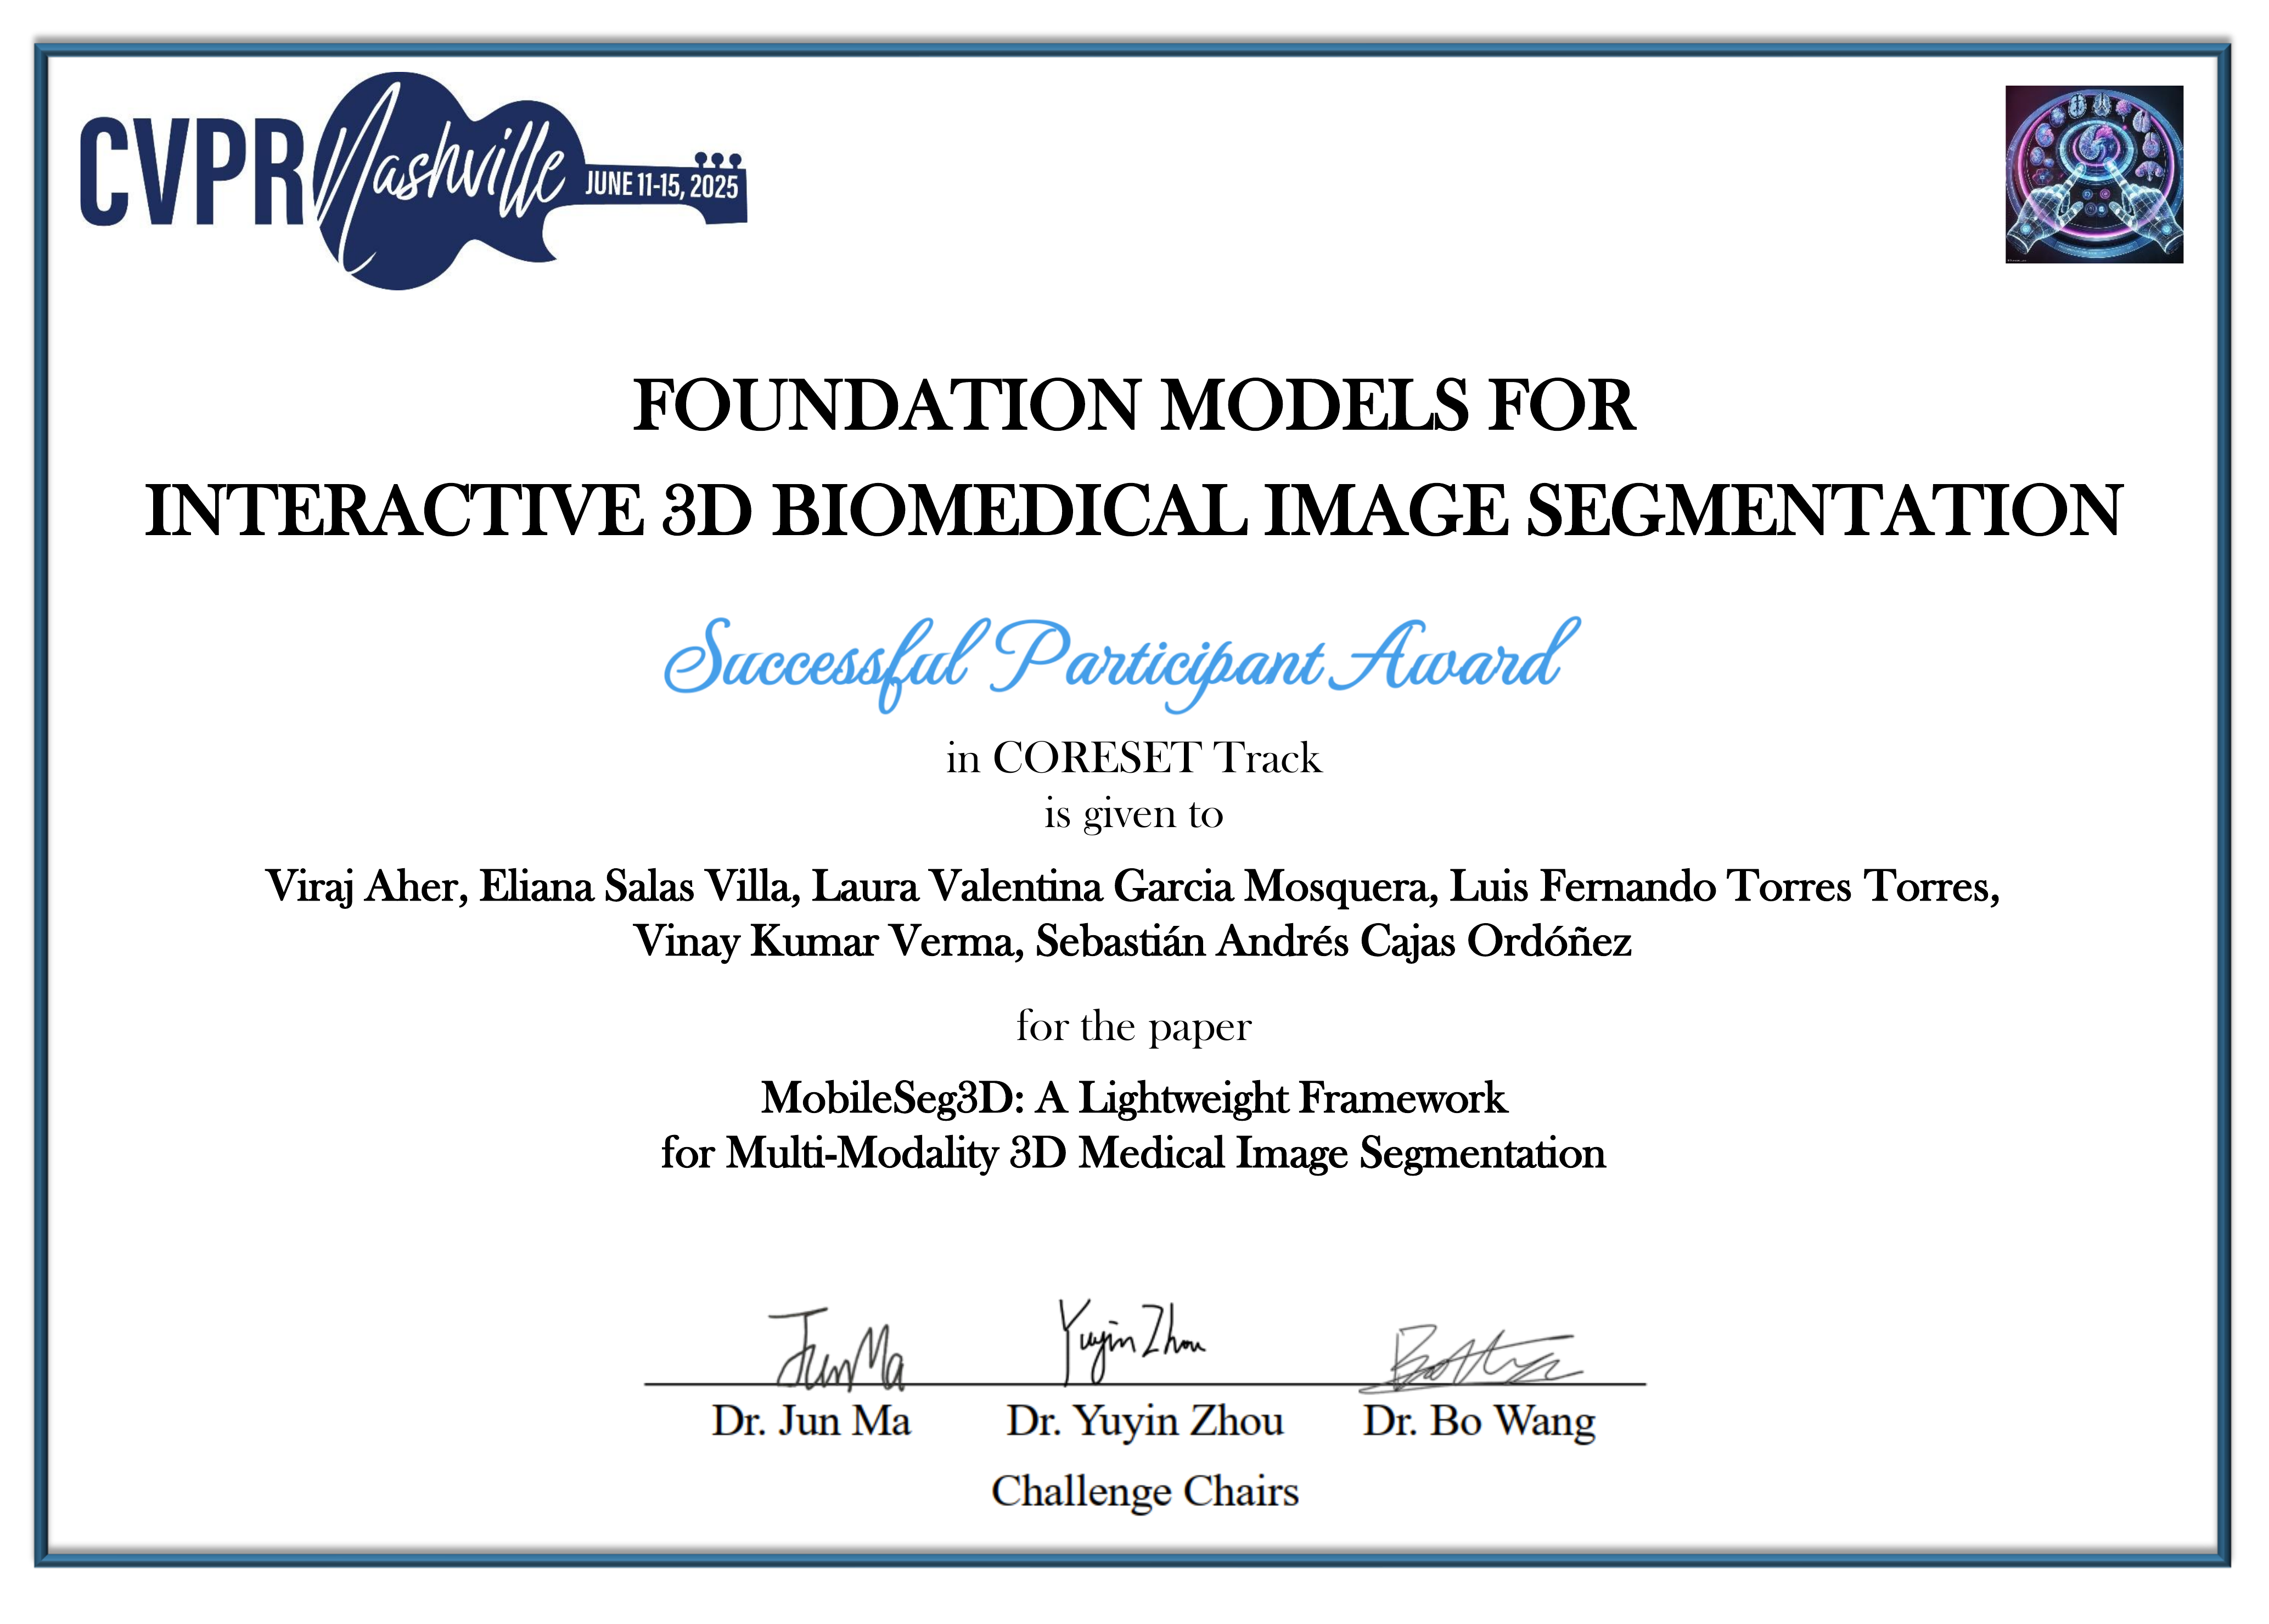 CVPR Nashville JUNE 11-15, 2025
FOUNDATION MODELS FOR
INTERACTIVE 3D BIOMEDICAL IMAGE SEGMENTATION
Successful Participant Award
in CORESET Track
is given to
Viraj Aher, Eliana Salas Villa, Laura Valentina Garcia Mosquera, Luis Fernando Torres Torres,
Vinay Kumar Verma, Sebastián Andrés Cajas Ordóñez
for the paper
MobileSeg3D: A Lightweight Framework
for Multi-Modality 3D Medical Image Segmentation
Jun Ma Yuyin Zhou
Dr. Jun Ma Dr. Yuyin Zhou Dr. Bo Wang
Challenge Chairs